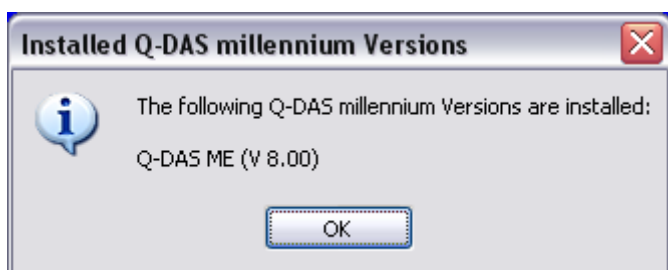 Installed Q-DAS millennium Versions
The following Q-DAS millennium Versions are installed:
Q-DAS ME (V 8.00)
OK